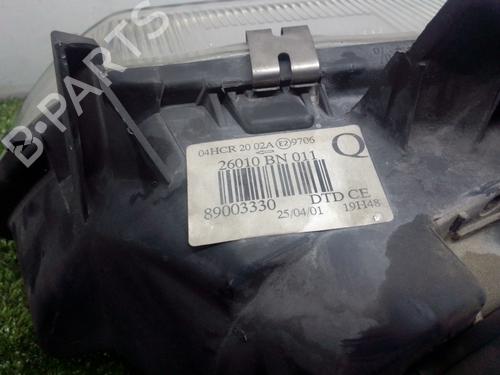 B-PARTS
04HCR 20 02A E2 9706
Q
26010 BN 011
89003330
DTD CE
25/04/01 19H48